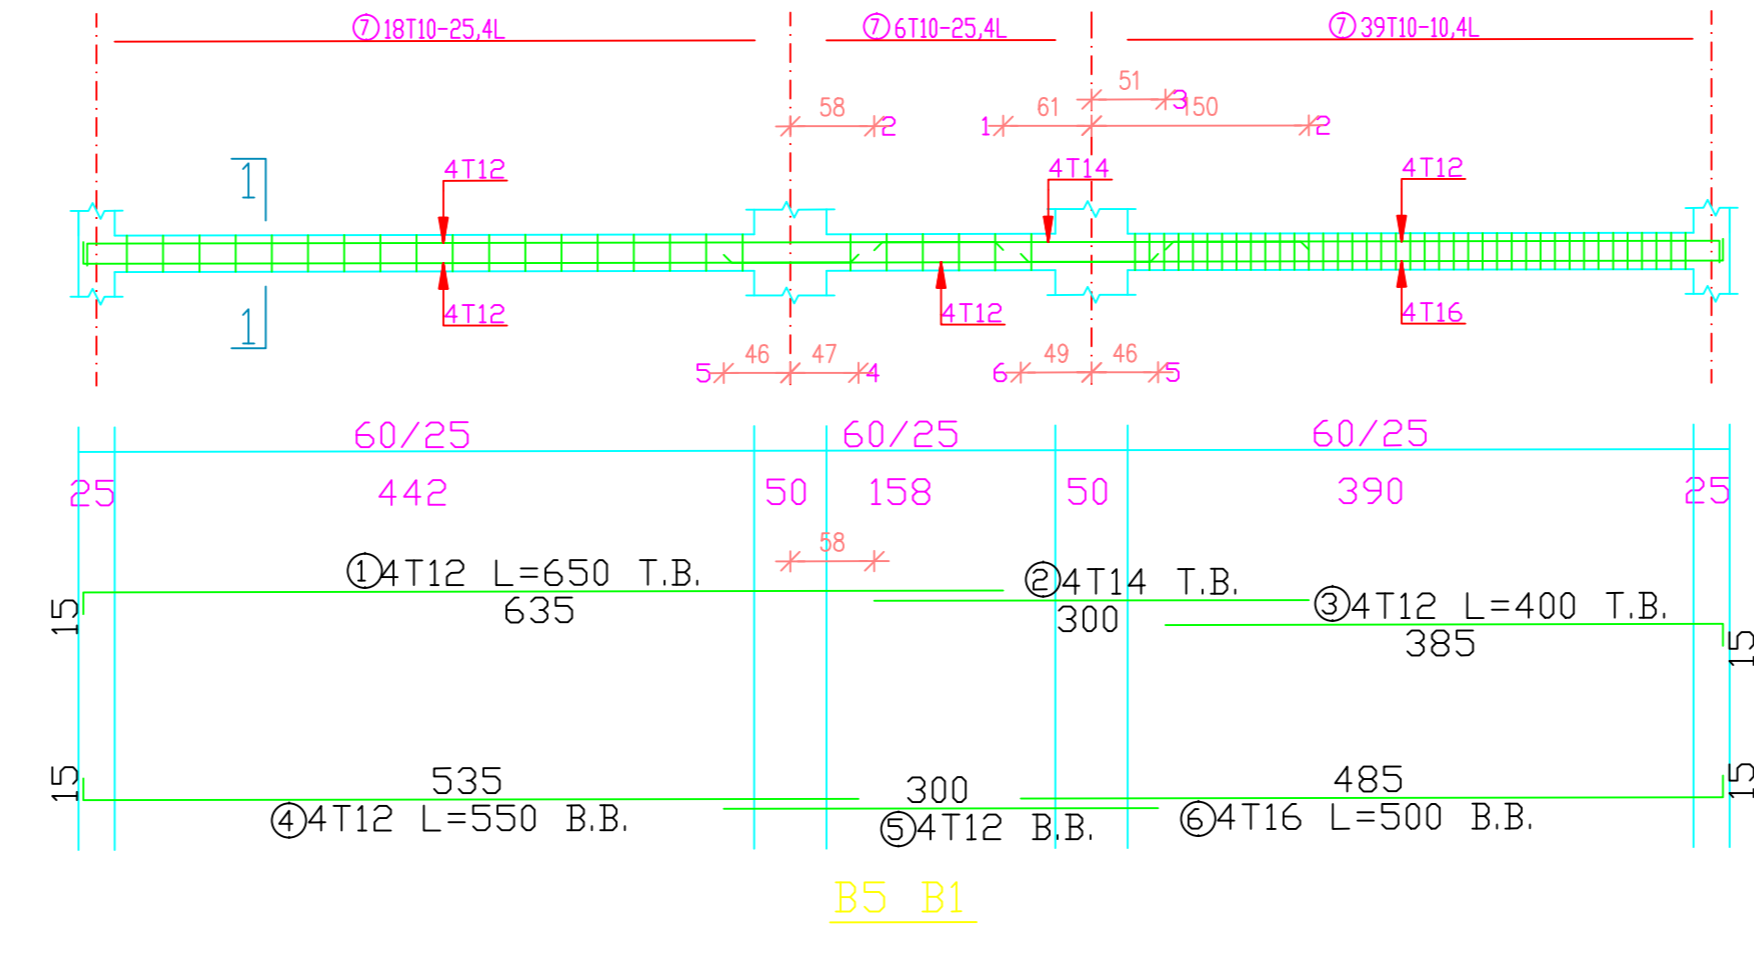 ⑦18T10-25,4L ⑦6T10-25,4L ⑦39T10-10,4L
51
3
58 2 1 61 150 2
1 4T12 4T14 4T12
1 4T12 4T12 4T16
5 46 47 4 6 49 46 5
60/25 60/25 60/25
25 442 50 158 50 390 25
58
①4T12 L=650 T.B. ②4T14 T.B. ③4T12 L=400 T.B.
15 635 300 385 15
15 535 300 485 15
④4T12 L=550 B.B. ⑤4T12 B.B. ⑥4T16 L=500 B.B.
B5 B1